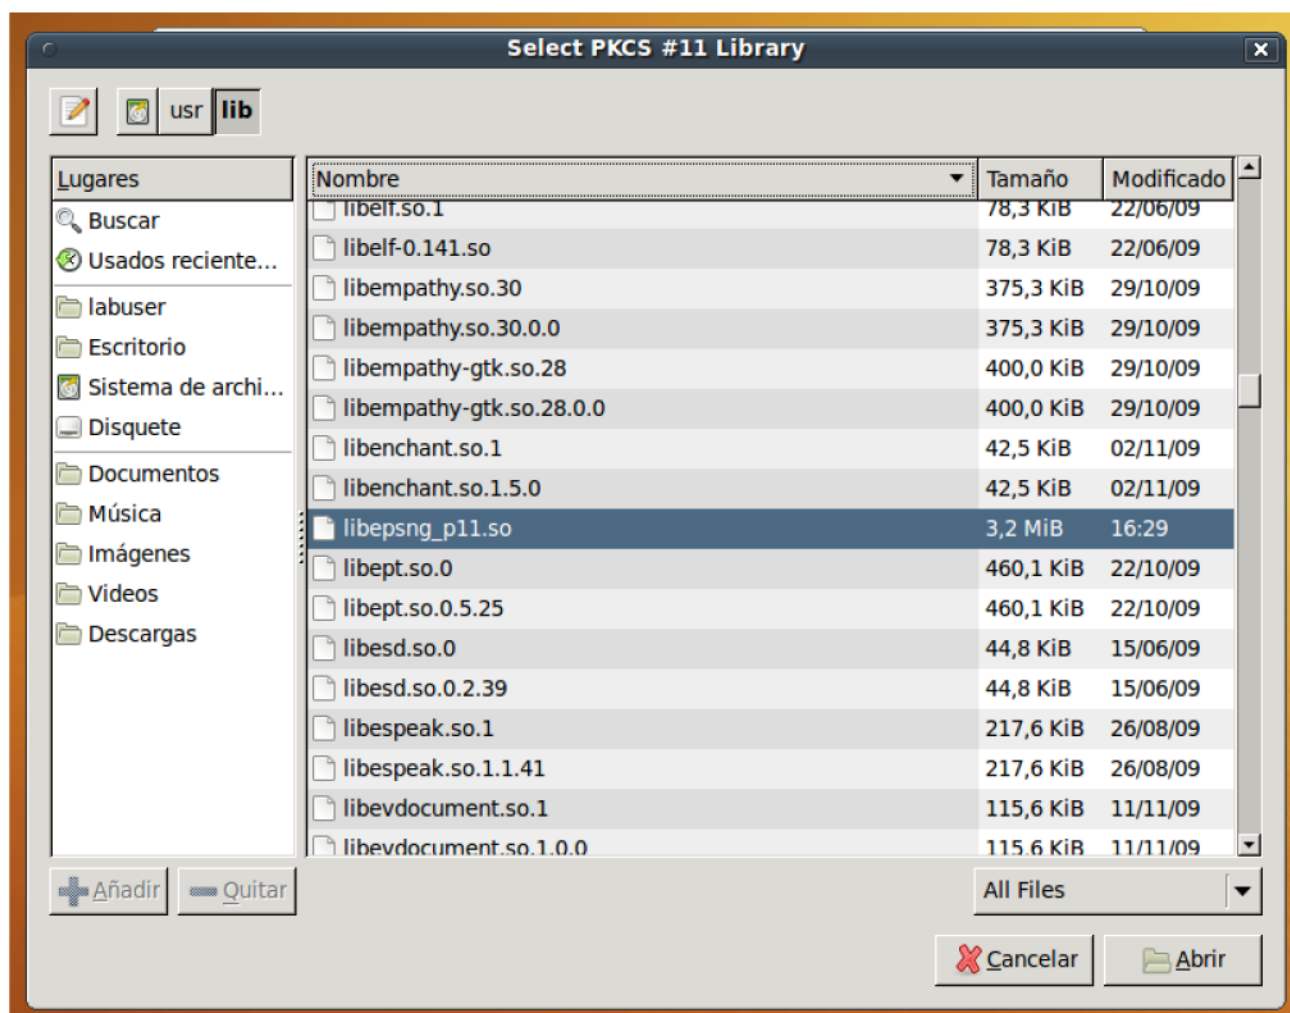 Select PKCS #11 Library
usr lib
Lugares
Buscar
Usados reciente...
labuser
Escritorio
Sistema de archi...
Disquete
Documentos
Música
Imágenes
Videos
Descargas
Nombre Tamaño Modificado
libelf.so.1 78,3 KiB 22/06/09
libelf-0.141.so 78,3 KiB 22/06/09
libempathy.so.30 375,3 KiB 29/10/09
libempathy.so.30.0.0 375,3 KiB 29/10/09
libempathy-gtk.so.28 400,0 KiB 29/10/09
libempathy-gtk.so.28.0.0 400,0 KiB 29/10/09
libenchant.so.1 42,5 KiB 02/11/09
libenchant.so.1.5.0 42,5 KiB 02/11/09
libepsng_p11.so 3,2 MiB 16:29
libept.so.0 460,1 KiB 22/10/09
libept.so.0.5.25 460,1 KiB 22/10/09
libesd.so.0 44,8 KiB 15/06/09
libesd.so.0.2.39 44,8 KiB 15/06/09
libespeak.so.1 217,6 KiB 26/08/09
libespeak.so.1.1.41 217,6 KiB 26/08/09
libevdocument.so.1 115,6 KiB 11/11/09
libevdocument.so.1.0.0 115,6 KiB 11/11/09
Añadir Quitar
All Files
Cancelar Abrir